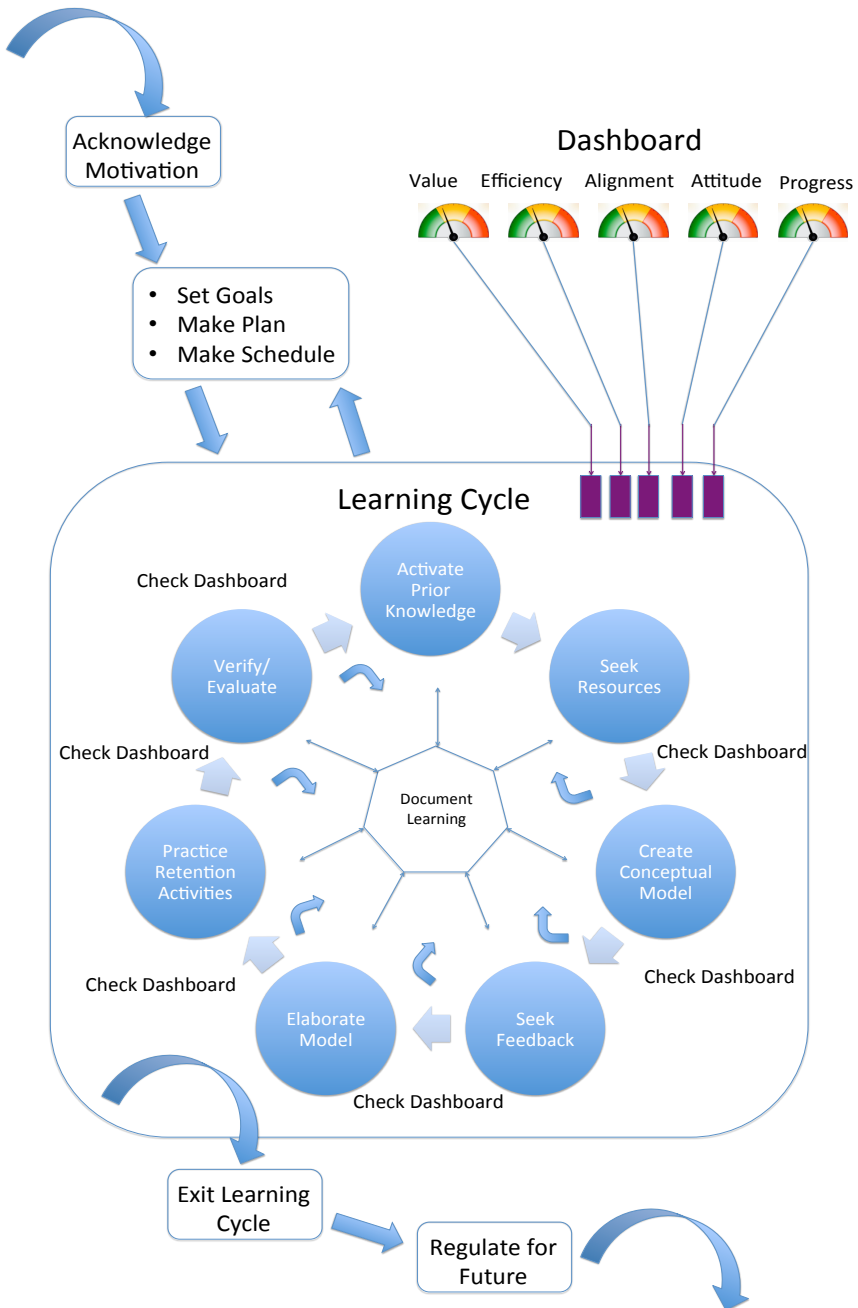 Acknowledge
Motivation
Dashboard
Value
Efficiency
Alignment
Attitude
Progress
• Set Goals
• Make Plan
• Make Schedule
Learning Cycle
Activate
Prior
Knowledge
Check Dashboard
Seek
Resources
Check Dashboard
Create
Conceptual
Model
Check Dashboard
Seek
Feedback
Check Dashboard
Elaborate
Model
Check Dashboard
Practice
Retention
Activities
Check Dashboard
Verify/
Evaluate
Document
Learning
Exit Learning
Cycle
Regulate for
Future